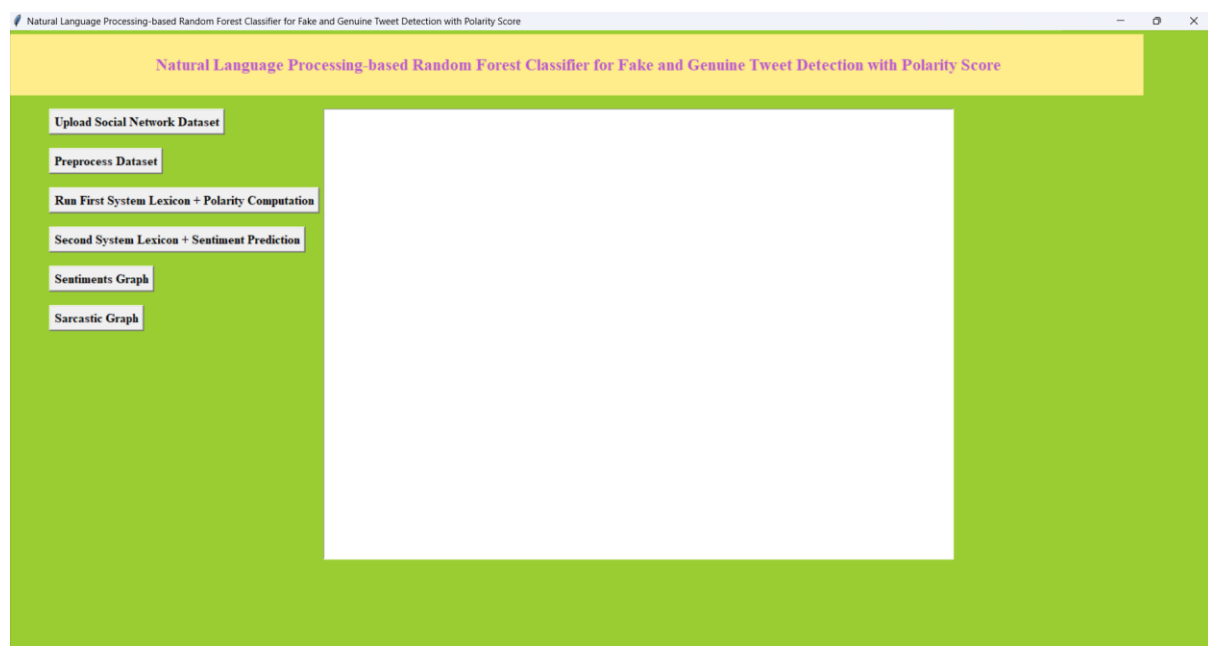 Natural Language Processing-based Random Forest Classifier for Fake and Genuine Tweet Detection with Polarity Score
Natural Language Processing-based Random Forest Classifier for Fake and Genuine Tweet Detection with Polarity Score
Upload Social Network Dataset
Preprocess Dataset
Run First System Lexicon + Polarity Computation
Second System Lexicon + Sentiment Prediction
Sentiments Graph
Sarcastic Graph